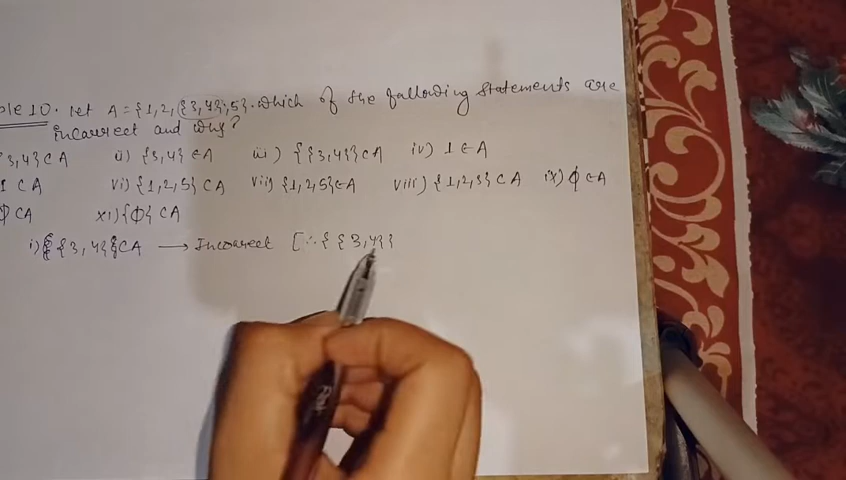 ple 10. Let A = {1, 2, {3, 4}, 5}. Which of the following Statements are
incorrect and why?
{3, 4} ⊂ A ii) {3, 4} ∈ A iii) {{3, 4}} ⊂ A iv) 1 ∈ A
1 ⊂ A vi) {1, 2, 5} ⊂ A vii) {1, 2, 5} ∈ A viii) {1, 2, 3} ⊂ A ix) ϕ ∈ A
ϕ ⊂ A xi) {ϕ} ⊂ A
i) {3, 4} ⊂ A → Incorrect [∵ {{3, 4}}